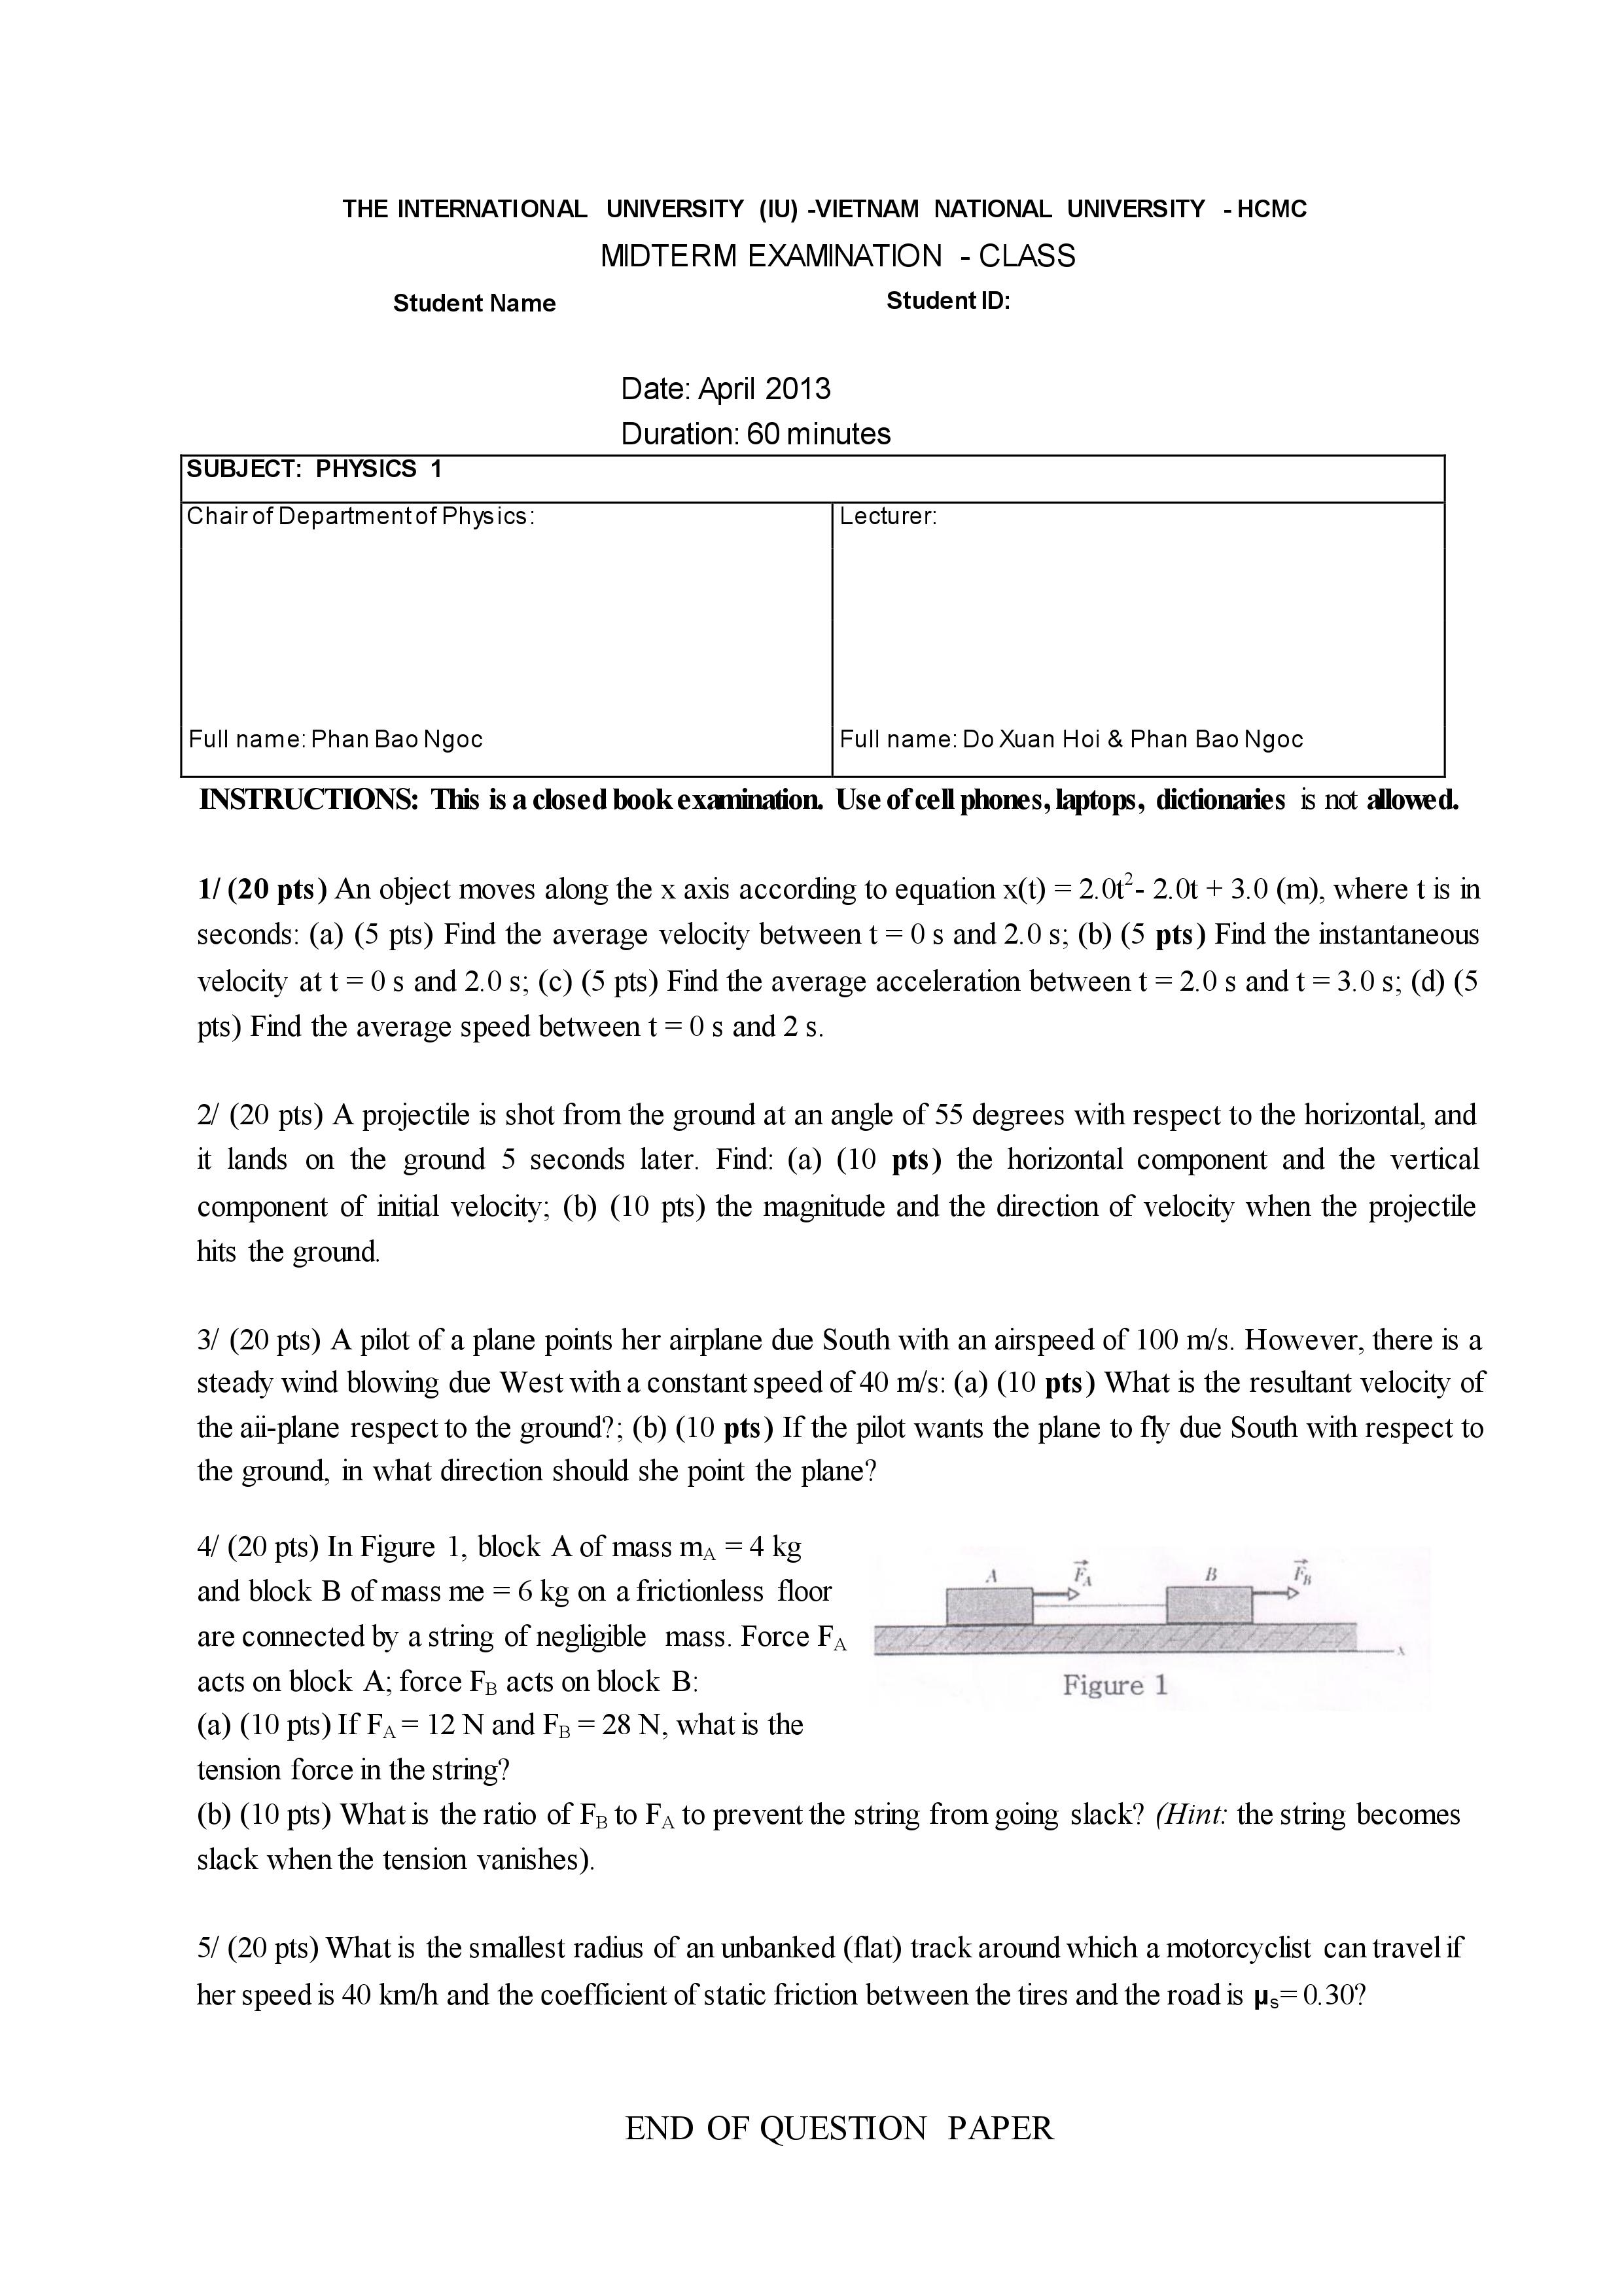 THE INTERNATIONAL UNIVERSITY (IU) -VIETNAM NATIONAL UNIVERSITY - HCMC
MIDTERM EXAMINATION - CLASS
Student Name Student ID:
Date: April 2013
Duration: 60 minutes
SUBJECT: PHYSICS 1
Chair of Department of Physics: Lecturer:
Full name: Phan Bao Ngoc Full name: Do Xuan Hoi & Phan Bao Ngoc
INSTRUCTIONS: This is a closed book examination. Use of cell phones, laptops, dictionaries is not allowed.
1/ (20 pts) An object moves along the x axis according to equation x(t) = 2.0t²- 2.0t + 3.0 (m), where t is in
seconds: (a) (5 pts) Find the average velocity between t = 0 s and 2.0 s; (b) (5 pts) Find the instantaneous
velocity at t = 0 s and 2.0 s; (c) (5 pts) Find the average acceleration between t = 2.0 s and t = 3.0 s; (d) (5
pts) Find the average speed between t = 0 s and 2 s.
2/ (20 pts) A projectile is shot from the ground at an angle of 55 degrees with respect to the horizontal, and
it lands on the ground 5 seconds later. Find: (a) (10 pts) the horizontal component and the vertical
component of initial velocity; (b) (10 pts) the magnitude and the direction of velocity when the projectile
hits the ground.
3/ (20 pts) A pilot of a plane points her airplane due South with an airspeed of 100 m/s. However, there is a
steady wind blowing due West with a constant speed of 40 m/s: (a) (10 pts) What is the resultant velocity of
the aii-plane respect to the ground?; (b) (10 pts) If the pilot wants the plane to fly due South with respect to
the ground, in what direction should she point the plane?
4/ (20 pts) In Figure 1, block A of mass mA = 4 kg
and block B of mass me = 6 kg on a frictionless floor
are connected by a string of negligible mass. Force FA
acts on block A; force FB acts on block B:
(a) (10 pts) If FA = 12 N and FB = 28 N, what is the
tension force in the string?
A F⃗A B F⃗B
x
Figure 1
(b) (10 pts) What is the ratio of FB to FA to prevent the string from going slack? (Hint: the string becomes
slack when the tension vanishes).
5/ (20 pts) What is the smallest radius of an unbanked (flat) track around which a motorcyclist can travel if
her speed is 40 km/h and the coefficient of static friction between the tires and the road is μs= 0.30?
END OF QUESTION PAPER